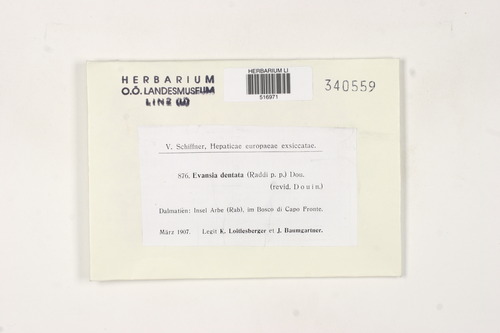 HERBARIUM
O.Ö. LANDESMUSEUM
LINZ (LI)
HERBARIUM LI
516971
340559
V. Schiffner, Hepaticae europaeae exsiccatae.
876. Evansia dentata (Raddi p. p.) Dou.
(revid. Douin.)
Dalmatien: Insel Arbe (Rab), im Bosco di Capo Fronte.
März 1907. Legit K. Loitlesberger et J. Baumgartner.